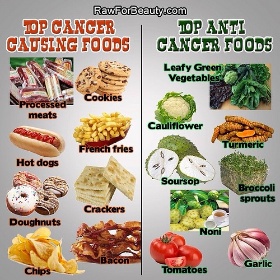 RawForBeauty.com
TOP CANCER
CAUSING FOODS
Processed
meats
Cookies
Hot dogs
French fries
Doughnuts
Crackers
Chips
Bacon
TOP ANTI
CANCER FOODS
Leafy Green
Vegetables
Cauliflower
Turmeric
Soursop
Broccoli
sprouts
Noni
Tomatoes
Garlic